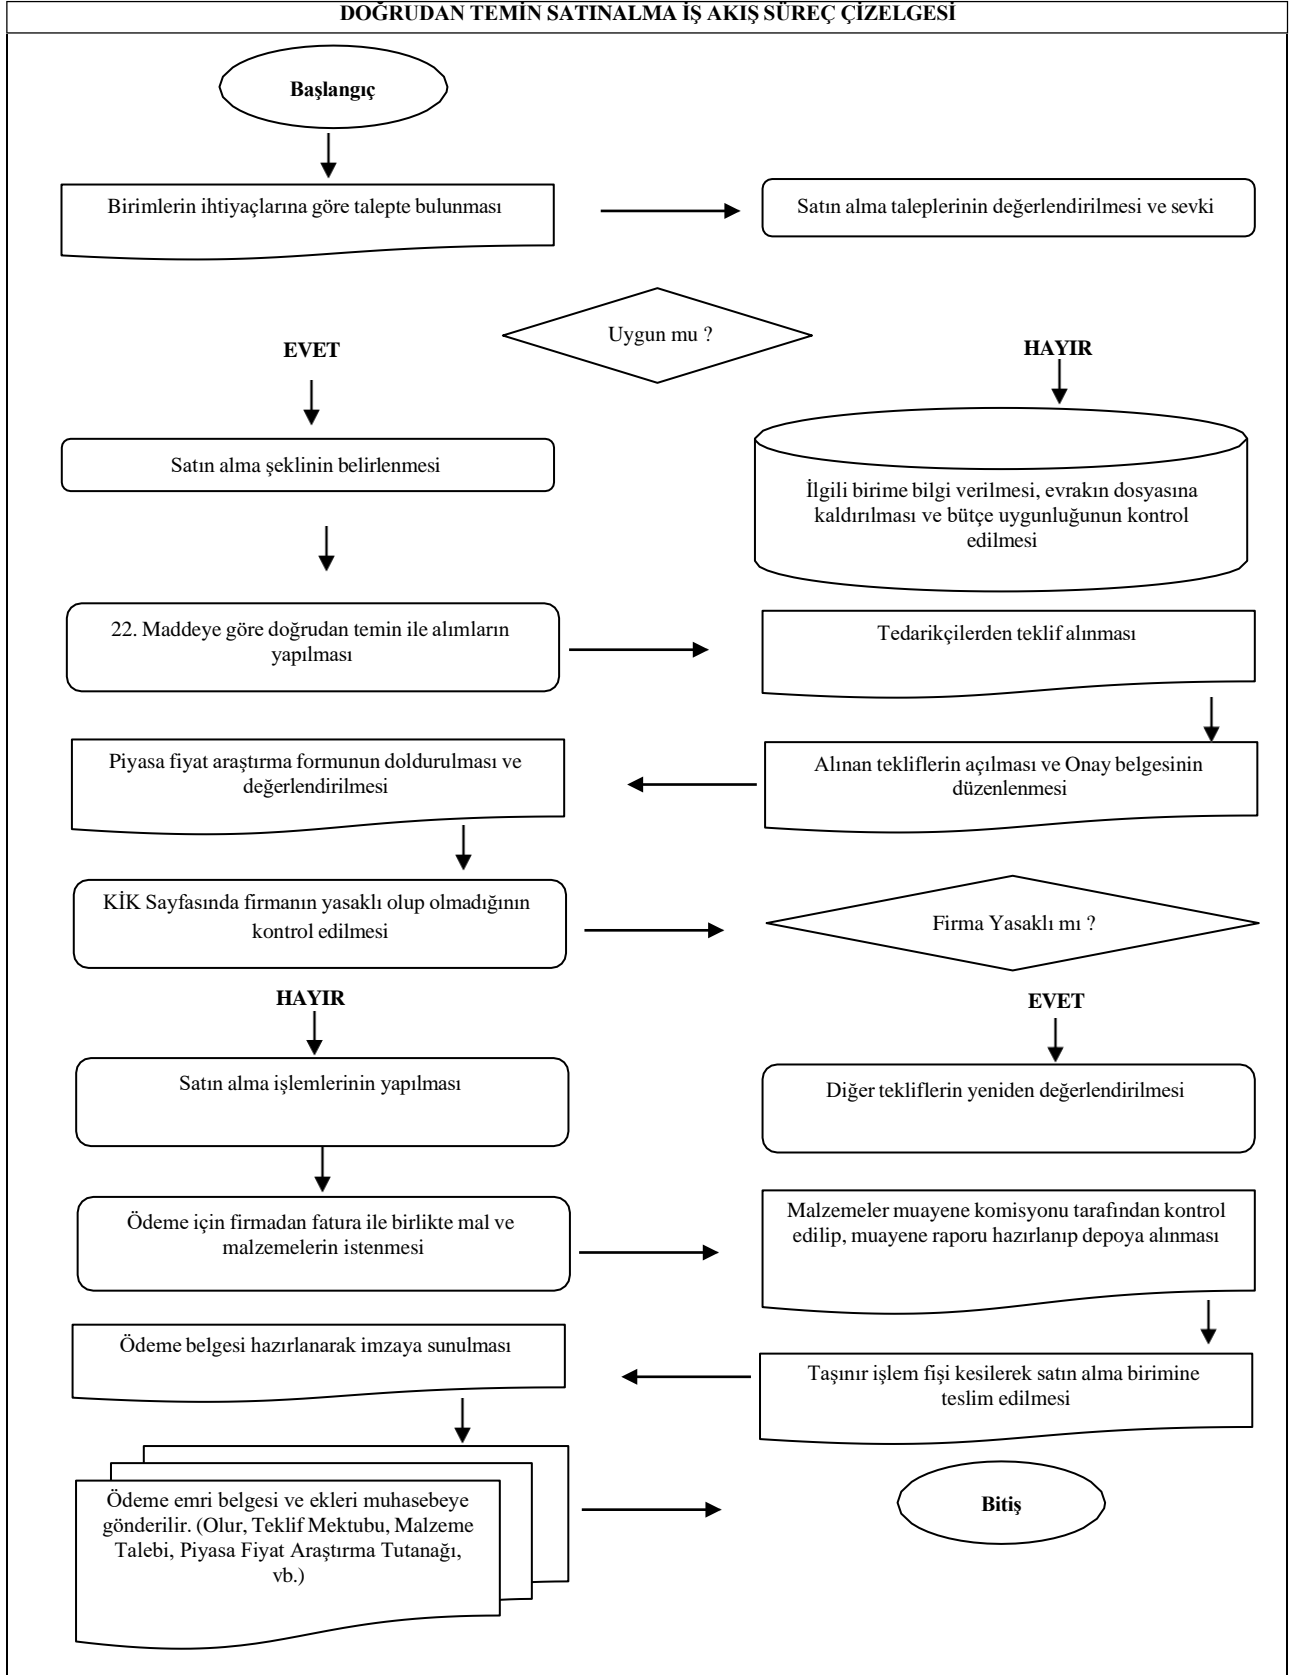 DOĞRUDAN TEMİN SATINALMA İŞ AKIŞ SÜREÇ ÇİZELGESİ
Başlangıç
Birimlerin ihtiyaçlarına göre talepte bulunması
Satın alma taleplerinin değerlendirilmesi ve sevki
Uygun mu ?
EVET
HAYIR
Satın alma şeklinin belirlenmesi
İlgili birime bilgi verilmesi, evrakın dosyasına
kaldırılması ve bütçe uygunluğunun kontrol
edilmesi
22. Maddeye göre doğrudan temin ile alımların
yapılması
Tedarikçilerden teklif alınması
Alınan tekliflerin açılması ve Onay belgesinin
düzenlenmesi
Piyasa fiyat araştırma formunun doldurulması ve
değerlendirilmesi
KİK Sayfasında firmanın yasaklı olup olmadığının
kontrol edilmesi
Firma Yasaklı mı ?
HAYIR
EVET
Satın alma işlemlerinin yapılması
Diğer tekliflerin yeniden değerlendirilmesi
Ödeme için firmadan fatura ile birlikte mal ve
malzemelerin istenmesi
Malzemeler muayene komisyonu tarafından kontrol
edilip, muayene raporu hazırlanıp depoya alınması
Taşınır işlem fişi kesilerek satın alma birimine
teslim edilmesi
Ödeme belgesi hazırlanarak imzaya sunulması
Ödeme emri belgesi ve ekleri muhasebeye
gönderilir. (Olur, Teklif Mektubu, Malzeme
Talebi, Piyasa Fiyat Araştırma Tutanağı,
vb.)
Bitiş